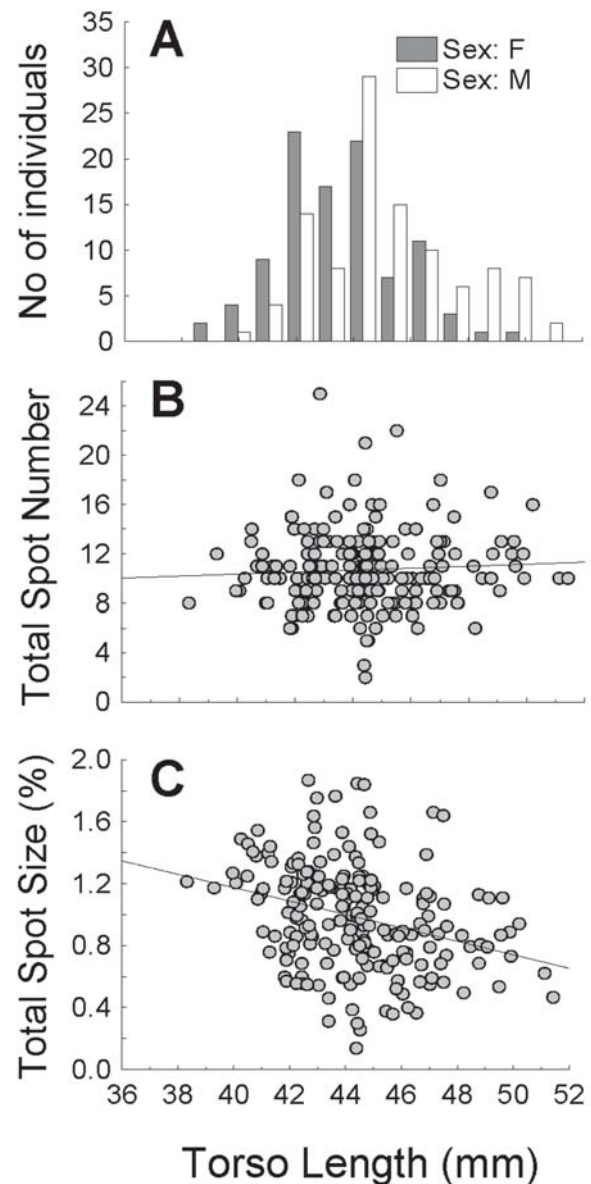 A
Sex: F
Sex: M
No of individuals
35
30
25
20
15
10
5
0
B
Total Spot Number
24
20
16
12
8
4
0
C
Total Spot Size (%)
2.0
1.6
1.2
0.8
0.4
0.0
36 38 40 42 44 46 48 50 52
Torso Length (mm)